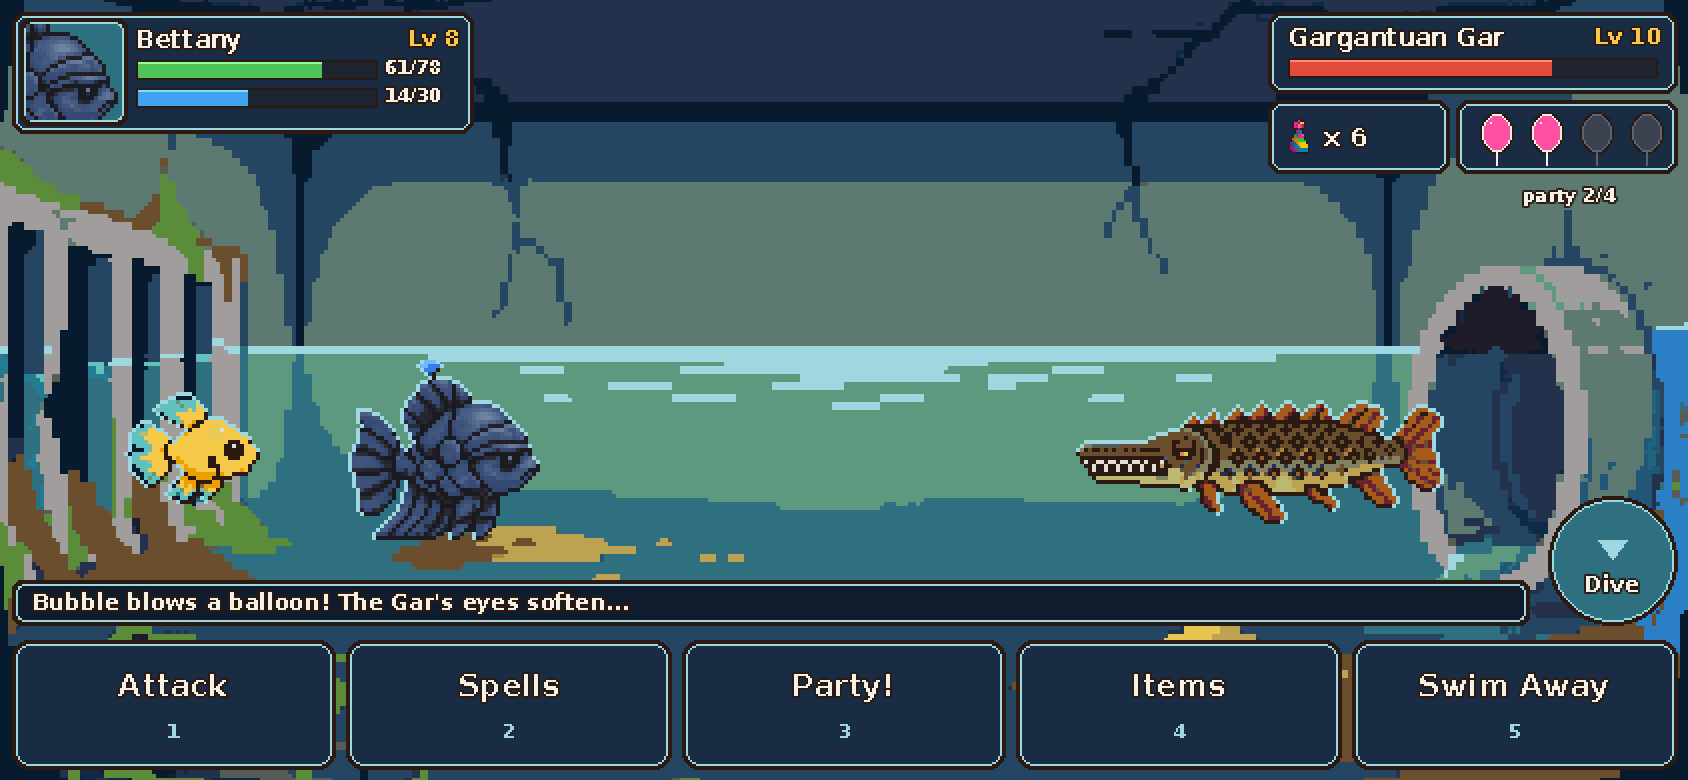 Bettany Lv 8
61/78
14/30
Gargantuan Gar Lv 10
x 6
party 2/4
Dive
Bubble blows a balloon! The Gar's eyes soften...
Attack
1
Spells
2
Party!
3
Items
4
Swim Away
5